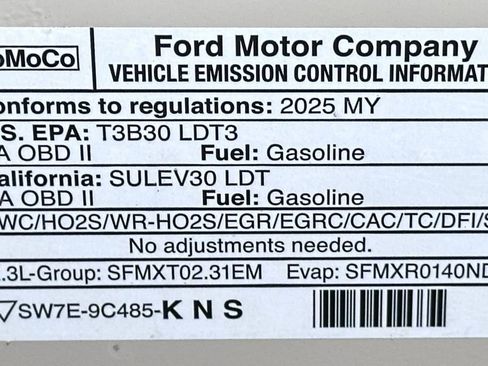 oMoCo
Ford Motor Company
VEHICLE EMISSION CONTROL INFORMAT
onforms to regulations: 2025 MY
S. EPA: T3B30 LDT3
A OBD II Fuel: Gasoline
alifornia: SULEV30 LDT
A OBD II Fuel: Gasoline
WC/HO2S/WR-HO2S/EGR/EGRC/CAC/TC/DFI/S
No adjustments needed.
.3L-Group: SFMXT02.31EM Evap: SFMXR0140ND
SW7E-9C485-K N S